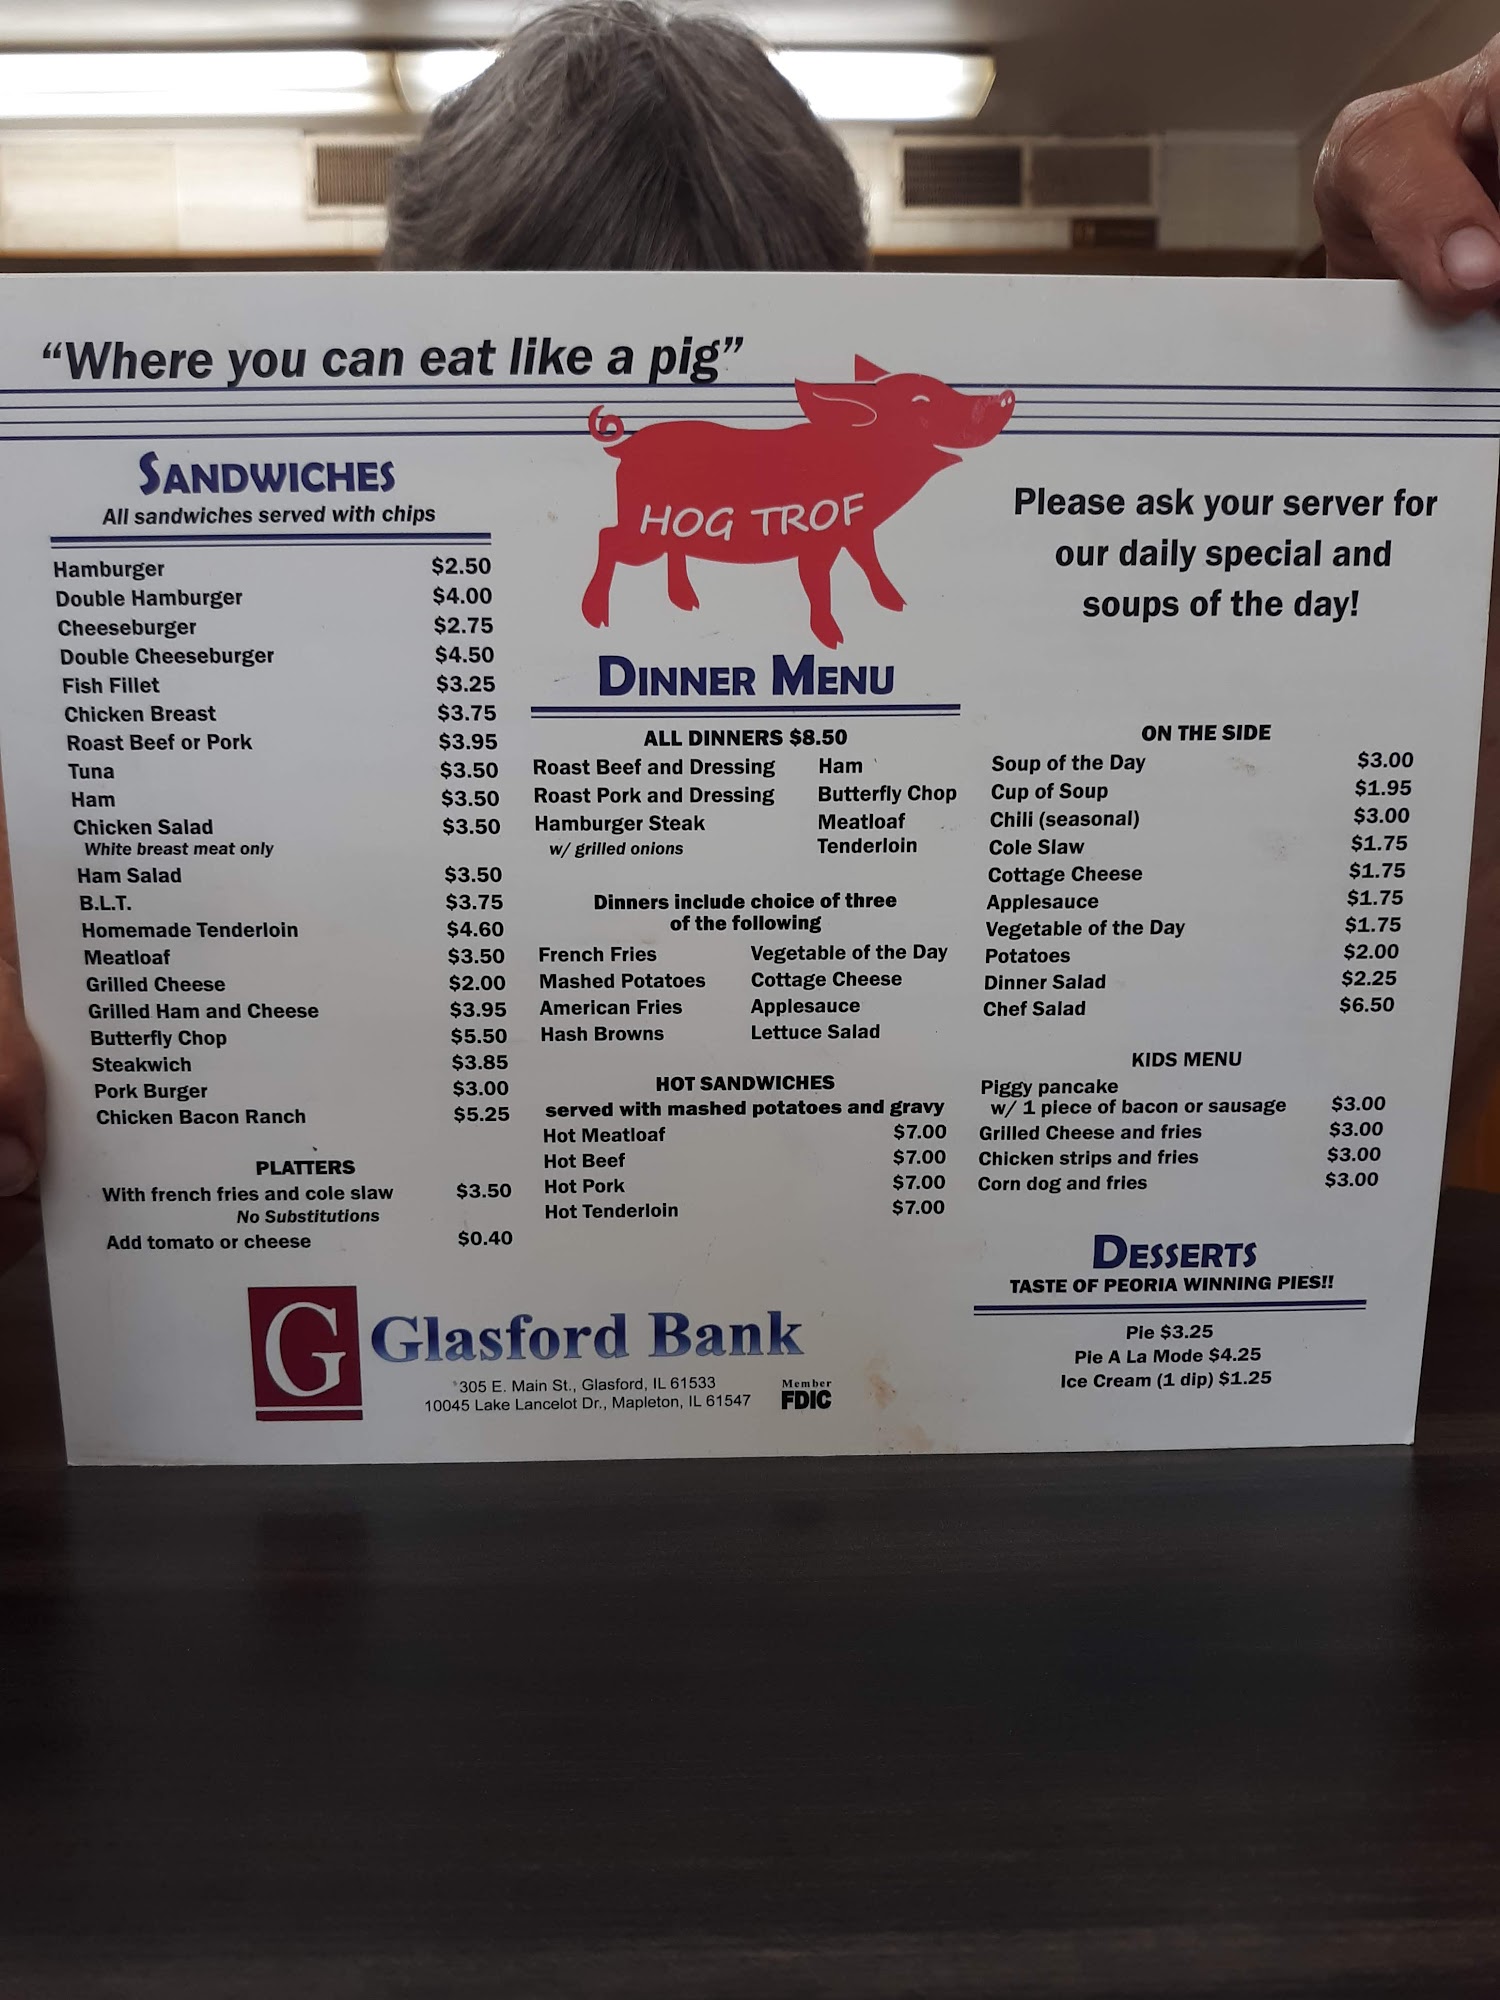 “Where you can eat like a pig”
HOG TROF
SANDWICHES
All sandwiches served with chips
Hamburger $2.50
Double Hamburger $4.00
Cheeseburger $2.75
Double Cheeseburger $4.50
Fish Fillet $3.25
Chicken Breast $3.75
Roast Beef or Pork $3.95
Tuna $3.50
Ham $3.50
Chicken Salad $3.50
White breast meat only
Ham Salad $3.50
B.L.T. $3.75
Homemade Tenderloin $4.60
Meatloaf $3.50
Grilled Cheese $2.00
Grilled Ham and Cheese $3.95
Butterfly Chop $5.50
Steakwich $3.85
Pork Burger $3.00
Chicken Bacon Ranch $5.25
PLATTERS
With french fries and cole slaw $3.50
No Substitutions
Add tomato or cheese $0.40
DINNER MENU
ALL DINNERS $8.50
Roast Beef and Dressing Ham
Roast Pork and Dressing Butterfly Chop
Hamburger Steak Meatloaf
w/ grilled onions Tenderloin
Dinners include choice of three
of the following
French Fries Vegetable of the Day
Mashed Potatoes Cottage Cheese
American Fries Applesauce
Hash Browns Lettuce Salad
HOT SANDWICHES
served with mashed potatoes and gravy
Hot Meatloaf $7.00
Hot Beef $7.00
Hot Pork $7.00
Hot Tenderloin $7.00
Please ask your server for
our daily special and
soups of the day!
ON THE SIDE
Soup of the Day $3.00
Cup of Soup $1.95
Chili (seasonal) $3.00
Cole Slaw $1.75
Cottage Cheese $1.75
Applesauce $1.75
Vegetable of the Day $1.75
Potatoes $2.00
Dinner Salad $2.25
Chef Salad $6.50
KIDS MENU
Piggy pancake
w/ 1 piece of bacon or sausage $3.00
Grilled Cheese and fries $3.00
Chicken strips and fries $3.00
Corn dog and fries $3.00
DESSERTS
TASTE OF PEORIA WINNING PIES!!
Pie $3.25
Pie A La Mode $4.25
Ice Cream (1 dip) $1.25
G Glasford Bank
305 E. Main St., Glasford, IL 61533
10045 Lake Lancelot Dr., Mapleton, IL 61547
Member
FDIC